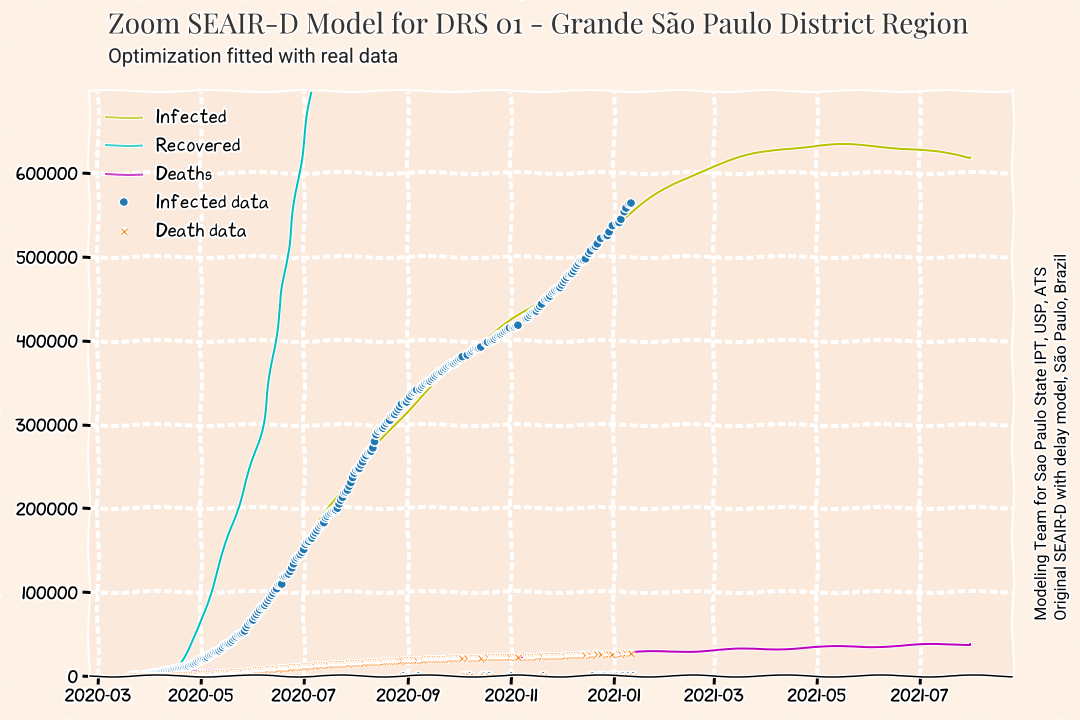 Zoom SEAIR-D Model for DRS 01 - Grande São Paulo District Region
Optimization fitted with real data
Infected
Recovered
Deaths
Infected data
Death data
600000
500000
400000
300000
200000
100000
0
2020-03 2020-05 2020-07 2020-09 2020-11 2021-01 2021-03 2021-05 2021-07
Modeling Team for Sao Paulo State IPT, USP, ATS
Original SEAIR-D with delay model, São Paulo, Brazil